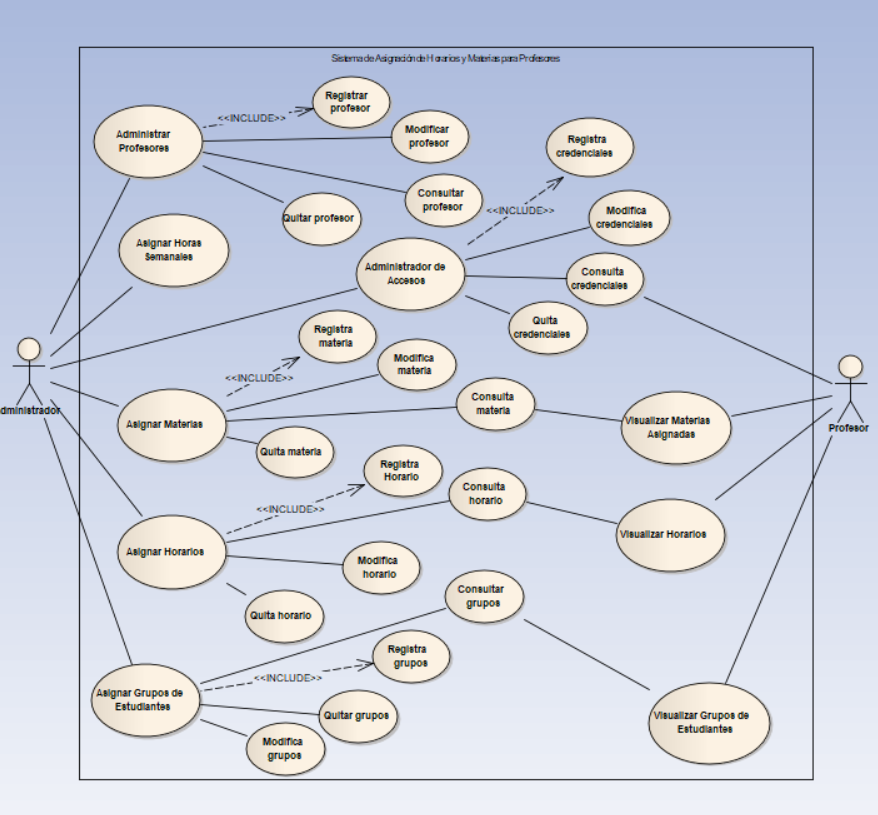 Sistema de Asignación de Horarios y Materias para Profesores
Registrar
profesor
<<INCLUDE>>
Administrar
Profesores
Modificar
profesor
Registra
credenciales
Consultar
profesor
Quitar profesor
<<INCLUDE>>
Modifica
credenciales
Asignar Horas
Semanales
Administrador de
Accesos
Consulta
credenciales
Quita
credenciales
Registra
materia
Modifica
materia
<<INCLUDE>>
Consulta
materia
dministrador
Asignar Materias
Visualizar Materias
Asignadas
Profesor
Quita materia
Registra
Horario
Consulta
horario
<<INCLUDE>>
Asignar Horarios
Visualizar Horarios
Modifica
horario
Consultar
grupos
Quita horario
Registra
grupos
<<INCLUDE>>
Asignar Grupos de
Estudiantes
Quitar grupos
Visualizar Grupos de
Estudiantes
Modifica
grupos